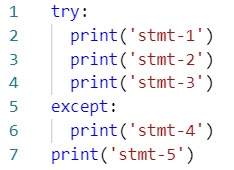 1 try:
2   print('stmt-1')
3   print('stmt-2')
4   print('stmt-3')
5 except:
6   print('stmt-4')
7 print('stmt-5')